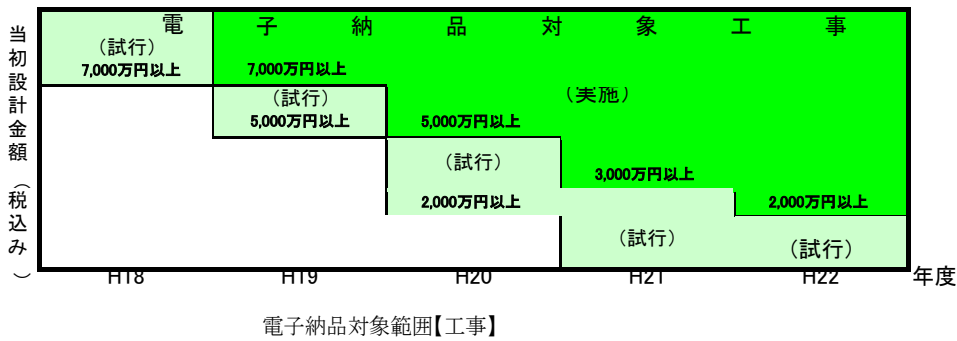 当初設計金額（税込み）
電子納品対象工事
（試行）
7,000万円以上
7,000万円以上
（試行）
5,000万円以上
（実施）
5,000万円以上
（試行）
2,000万円以上
3,000万円以上
2,000万円以上
（試行）
（試行）
H18 H19 H20 H21 H22 年度
電子納品対象範囲【工事】